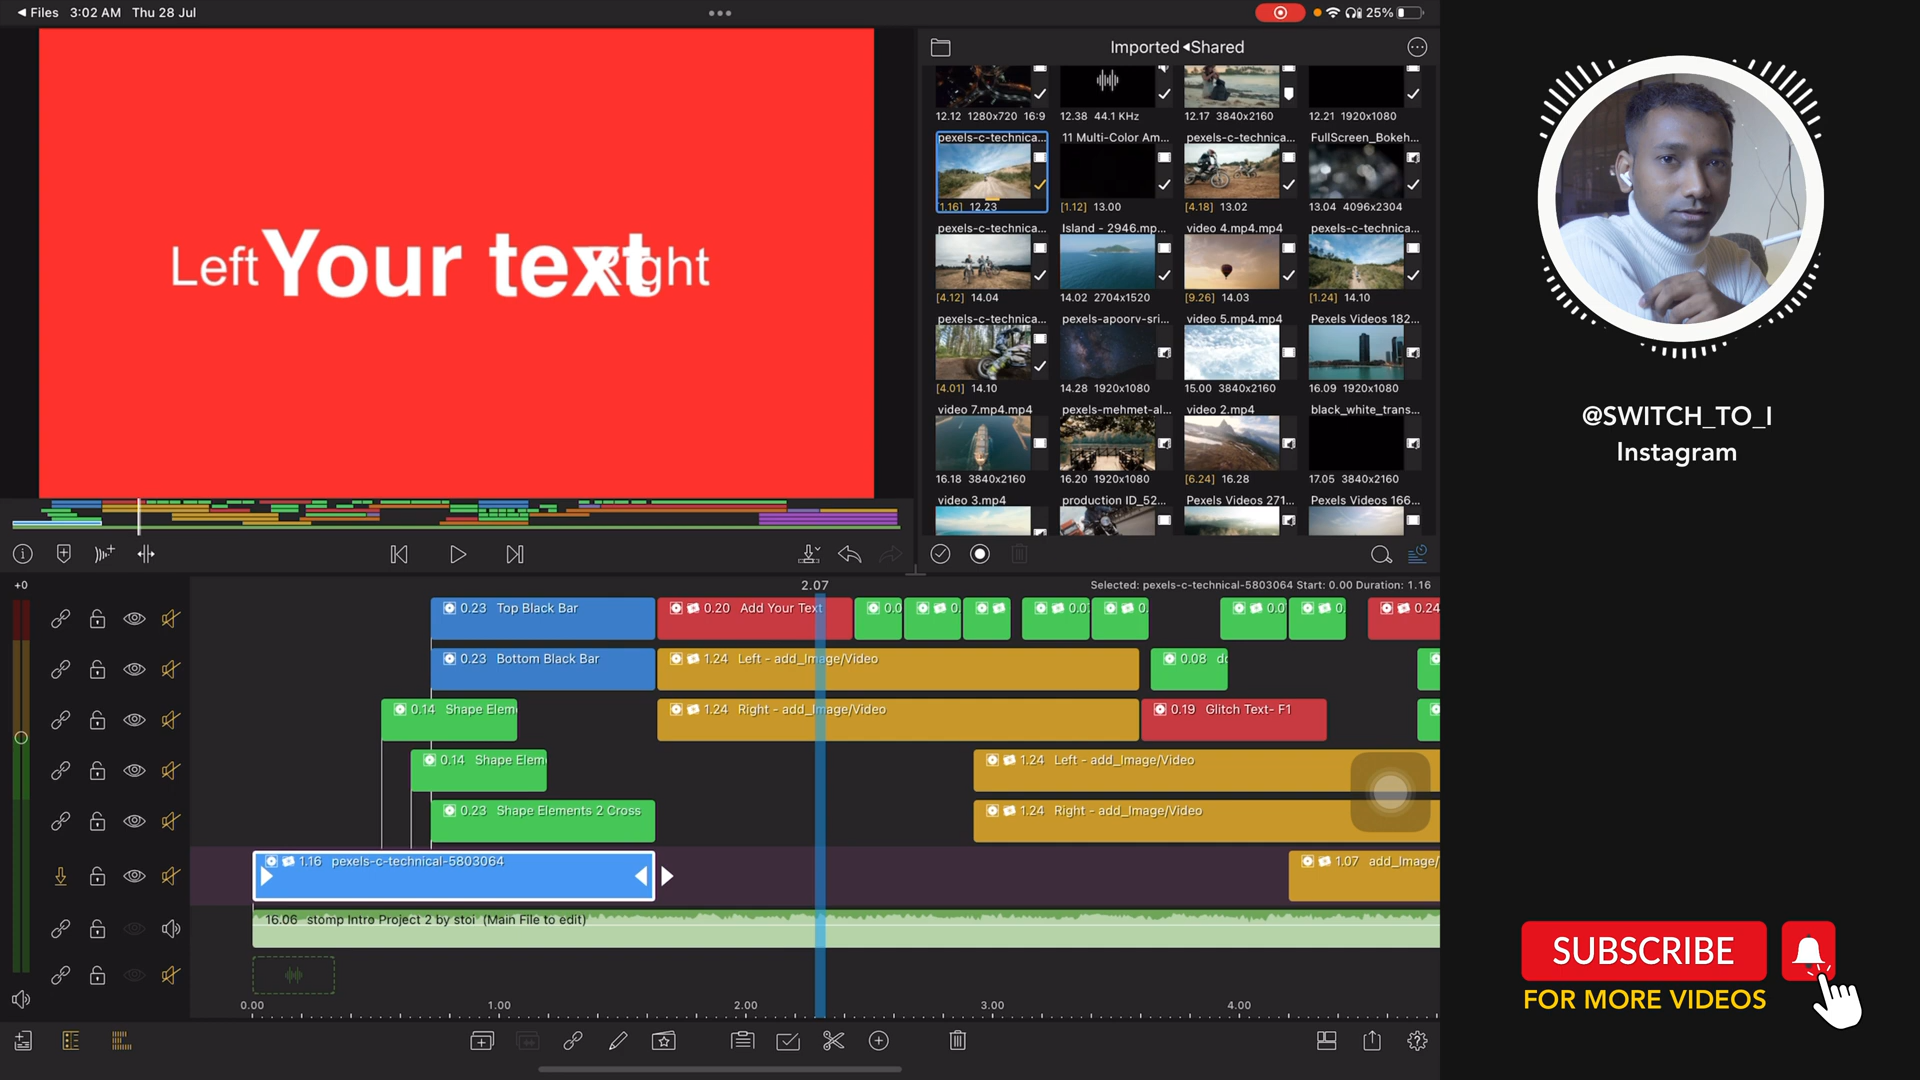 Files 3:02 AM Thu 28 Jul
25%
Imported Shared
Left Your text Right
12.12 1280x720 16:9
12.38 44.1 KHz
12.17 3840x2160
12.21 1920x1080
pexels-c-technica...
11 Multi-Color Am...
pexels-c-technica...
FullScreen_Bokeh...
[1.16] 12.23
[1.12] 13.00
[4.18] 13.02
13.04 4096x2304
pexels-c-technica...
Island - 2946.mp...
video 4.mp4.mp4
pexels-c-technica...
[4.12] 14.04
14.02 2704x1520
[9.26] 14.03
[1.24] 14.10
pexels-c-technica...
pexels-apoorv-sri...
video 5.mp4.mp4
Pexels Videos 182...
[4.01] 14.10
14.28 1920x1080
15.00 3840x2160
16.09 1920x1080
video 7.mp4.mp4
pexels-mehmet-al...
video 2.mp4
black_white_trans...
16.18 3840x2160
16.20 1920x1080
[6.24] 16.28
17.05 3840x2160
video 3.mp4
production ID_52...
Pexels Videos 271...
Pexels Videos 166...
@SWITCH_TO_I
Instagram
+0
2.07
Selected: pexels-c-technical-5803064 Start: 0.00 Duration: 1.16
0.23 Top Black Bar
0.20 Add Your Text
0.0
0.
0.0
0.
0.0
0.
0.24
0.23 Bottom Black Bar
1.24 Left - add_Image/Video
0.08
0.14 Shape Elem
1.24 Right - add_Image/Video
0.19 Glitch Text- F1
0.14 Shape Elem
1.24 Left - add_Image/Video
0.23 Shape Elements 2 Cross
1.24 Right - add_Image/Video
1.16 pexels-c-technical-5803064
1.07 add_Image/
16.06 stomp Intro Project 2 by stoi (Main File to edit)
0.00 1.00 2.00 3.00 4.00
SUBSCRIBE
FOR MORE VIDEOS